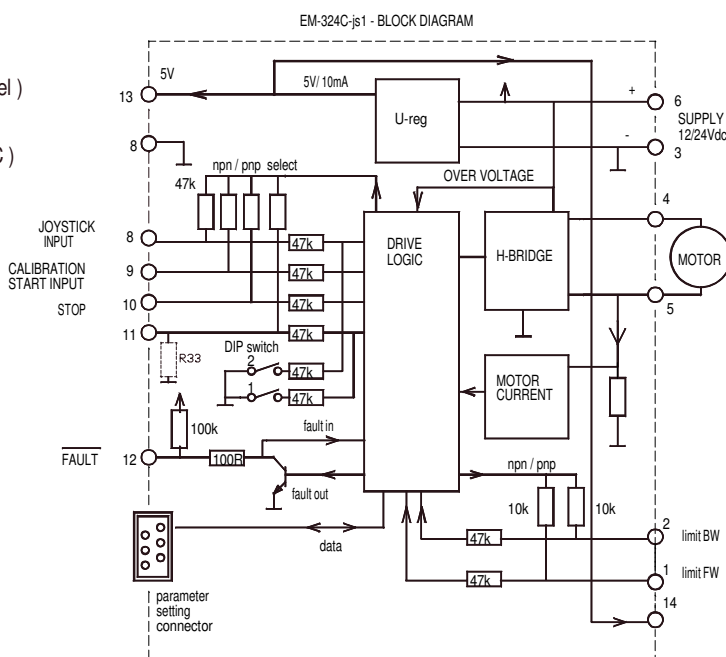 EM-324C-js1 - BLOCK DIAGRAM
el )
C )
5V
13
5V/ 10mA
U-reg
+
6
SUPPLY
12/24Vdc
-
3
8
npn / pnp select
47k
OVER VOLTAGE
4
JOYSTICK
INPUT
8
47k
DRIVE
LOGIC
H-BRIDGE
MOTOR
CALIBRATION
START INPUT
9
47k
STOP
10
47k
5
11
47k
R33
DIP switch
2
47k
1
47k
MOTOR
CURRENT
100k
fault in
FAULT
12
100R
fault out
npn / pnp
10k
10k
data
47k
2
limit BW
47k
1
limit FW
14
parameter
setting
connector